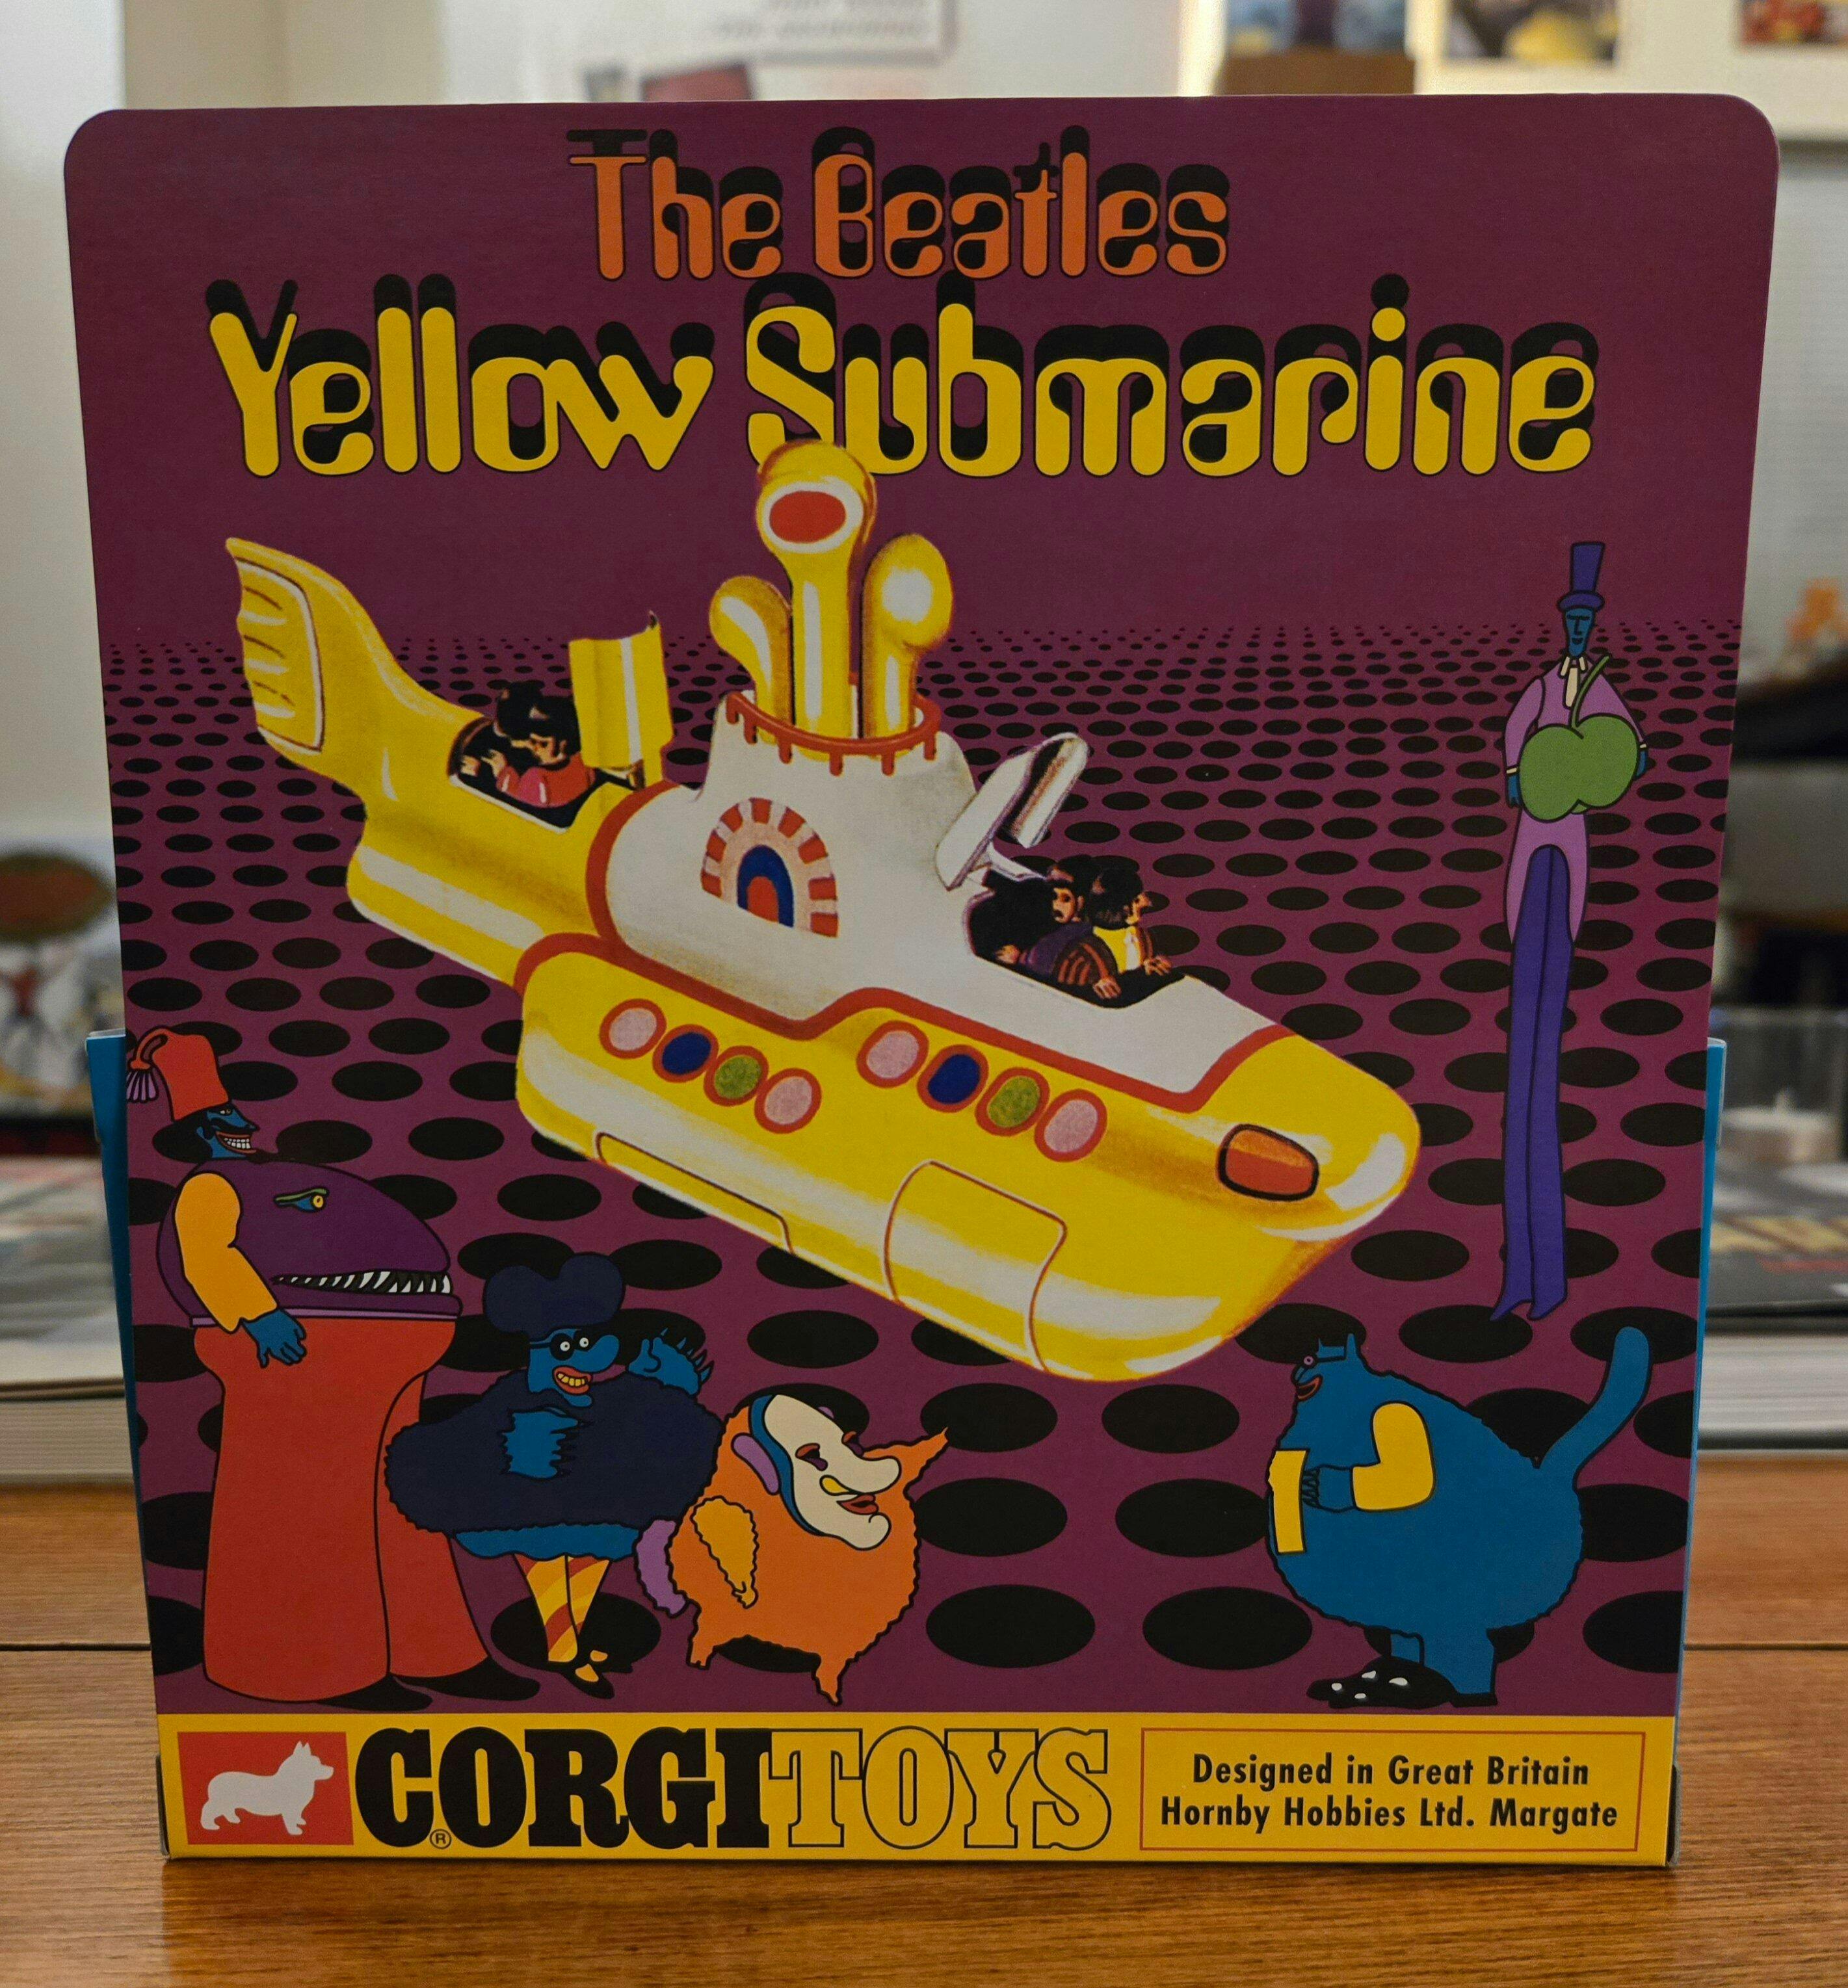 The Beatles
Yellow Submarine
CORGITOYS
®
Designed in Great Britain
Hornby Hobbies Ltd. Margate